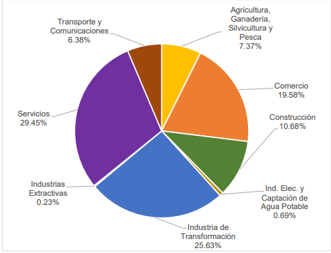 Agricultura,
Ganadería,
Silvicultura y
Pesca
7.37%
Comercio
19.58%
Construcción
10.68%
Ind. Elec. y
Captación de
Agua Potable
0.69%
Industria de
Transformación
25.63%
Industrias
Extractivas
0.23%
Servicios
29.45%
Transporte y
Comunicaciones
6.38%